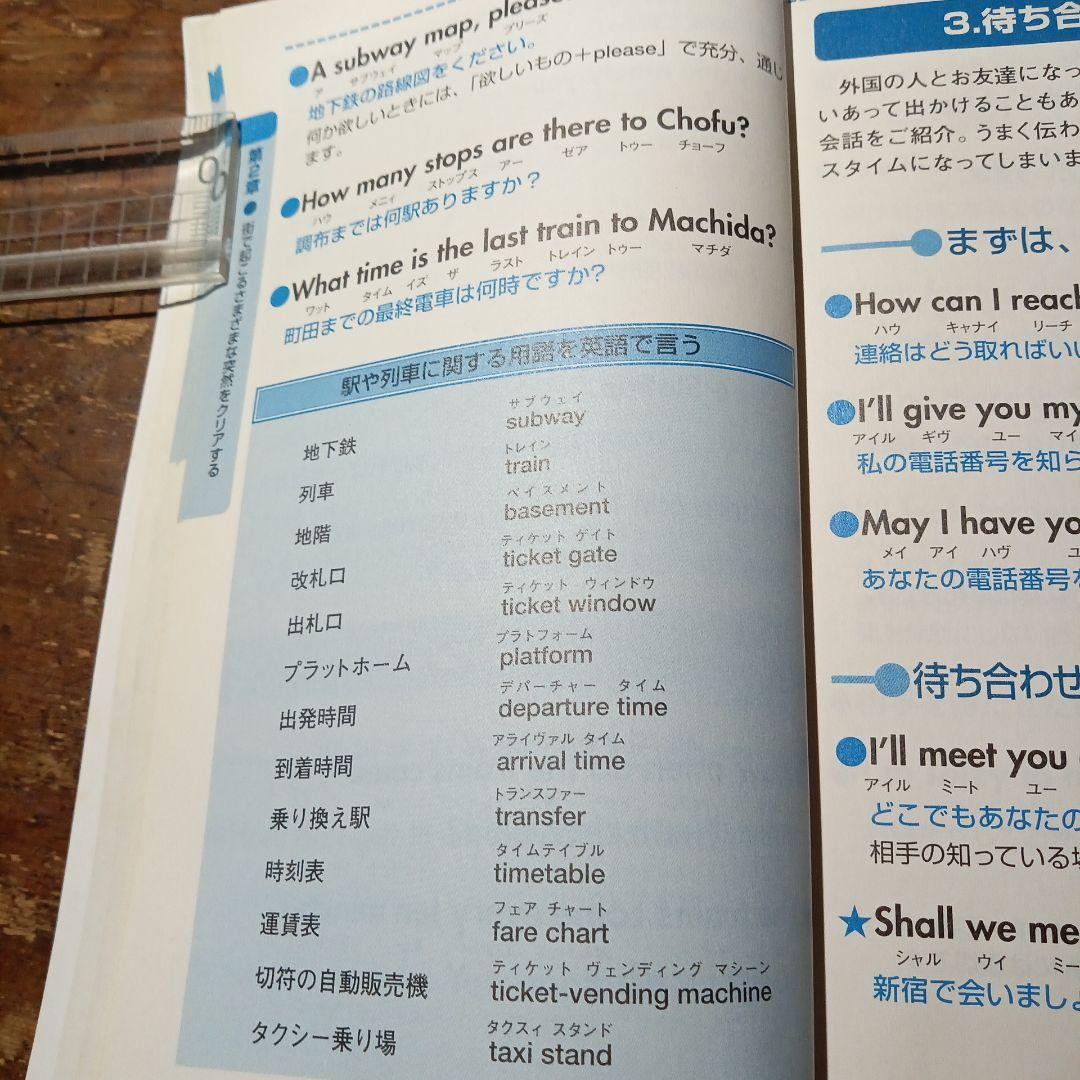 A subway map, please.
ア サブウェイ マップ プリーズ
地下鉄の路線図をください。
何か欲しいときには、「欲しいもの+please」で充分、通じ
ます。
How many stops are there to Chofu?
ハウ メニィ ストップス アー ゼア トゥー チョーフ
調布までは何駅ありますか?
What time is the last train to Machida?
ワット タイム イズ ザ ラスト トレイン トゥー マチダ
町田までの最終電車は何時ですか?
駅や列車に関する用語を英語で言う
サブウェイ
地下鉄 subway
トレイン
列車 train
ベイスメント
地階 basement
ティケット ゲイト
改札口 ticket gate
ティケット ウィンドウ
出札口 ticket window
プラトフォーム
プラットホーム platform
デパーチャー タイム
出発時間 departure time
アライヴァル タイム
到着時間 arrival time
トランスファー
乗り換え駅 transfer
タイムテイブル
時刻表 timetable
フェア チャート
運賃表 fare chart
ティケット ヴェンディング マシーン
切符の自動販売機 ticket-vending machine
タクスィ スタンド
タクシー乗り場 taxi stand
第2章●街で起こるさまざまな実際をクリアする
3.待ち合
外国の人とお友達になっ
いあって出かけることもあ
会話をご紹介。うまく伝わ
スタイムになってしまいま
まずは、
How can I reach
ハウ キャナイ リーチ
連絡はどう取ればいい
I'll give you my
アイル ギヴ ユー マイ
私の電話番号を知ら
May I have yo
メイ アイ ハヴ ユ
あなたの電話番号を
待ち合わせ
I'll meet you
アイル ミート ユー
どこでもあなたの
相手の知っている場
★Shall we me
シャル ウイ ミー
新宿で会いましょ